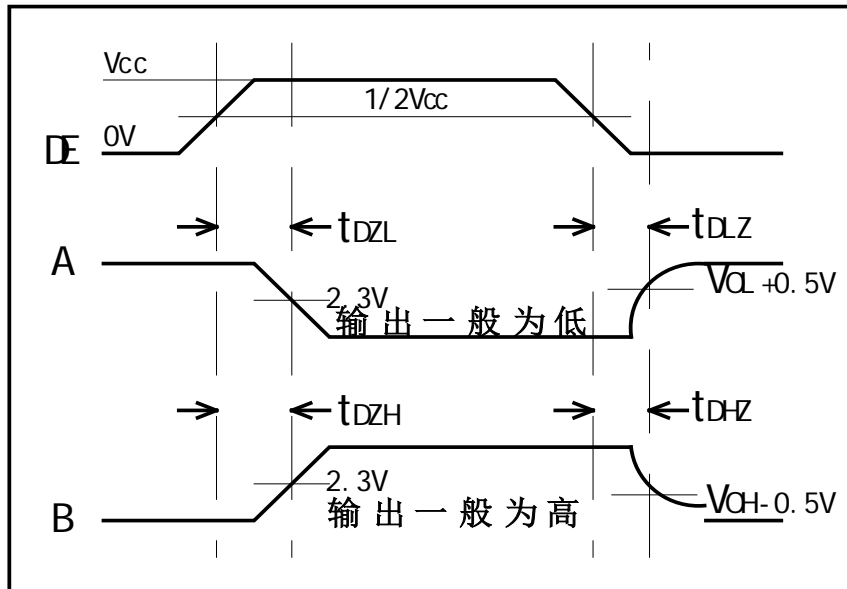 Vcc
1/2Vcc
0V
DE
tDZL
tDLZ
A
2.3V
VOL+0.5V
输出一般为低
tDZH
tDHZ
2.3V
VOH-0.5V
输出一般为高
B